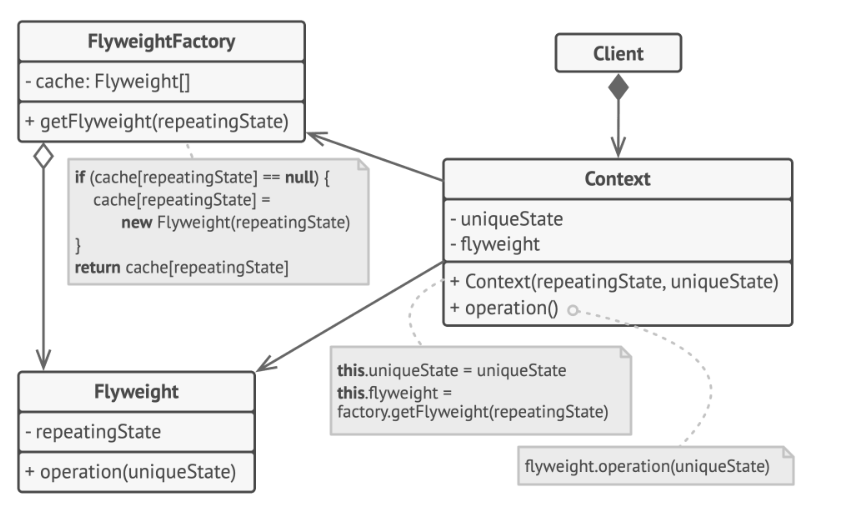 FlyweightFactory
- cache: Flyweight[]
+ getFlyweight(repeatingState)
if (cache[repeatingState] == null) {
cache[repeatingState] =
new Flyweight(repeatingState)
}
return cache[repeatingState]
Client
Context
- uniqueState
- flyweight
+ Context(repeatingState, uniqueState)
+ operation()
this.uniqueState = uniqueState
this.flyweight =
factory.getFlyweight(repeatingState)
flyweight.operation(uniqueState)
Flyweight
- repeatingState
+ operation(uniqueState)